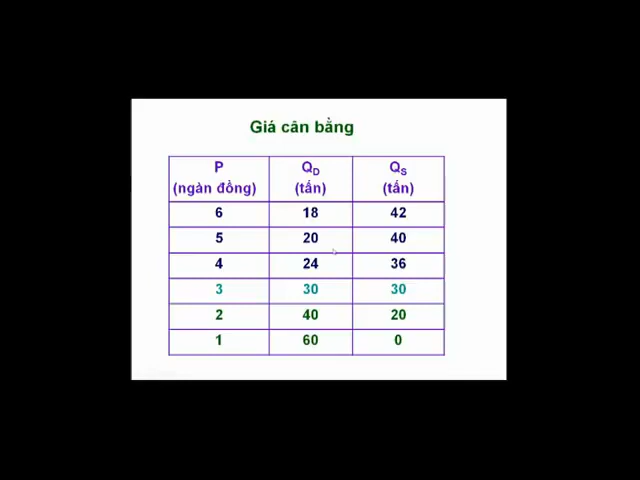 Giá cân bằng
P QD QS
(ngàn đồng) (tấn) (tấn)
6 18 42
5 20 40
4 24 36
3 30 30
2 40 20
1 60 0